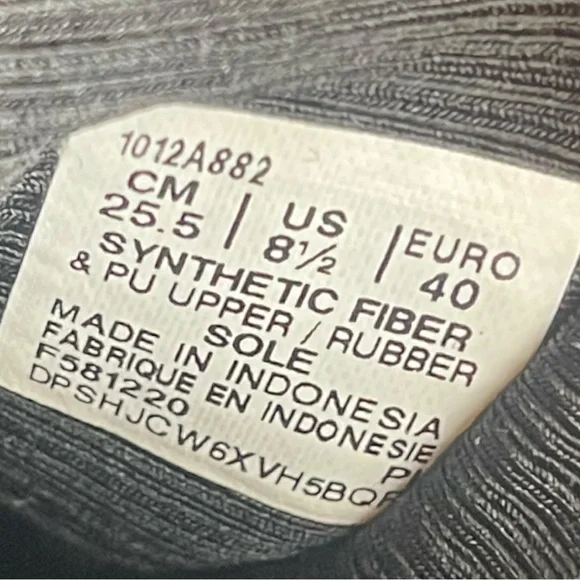 1012A882
CM | US | EURO
25.5 8½ 40
SYNTHETIC FIBER
& PU UPPER / RUBBER
SOLE
MADE IN INDONESIA
FABRIQUE EN INDONESIE
F581220